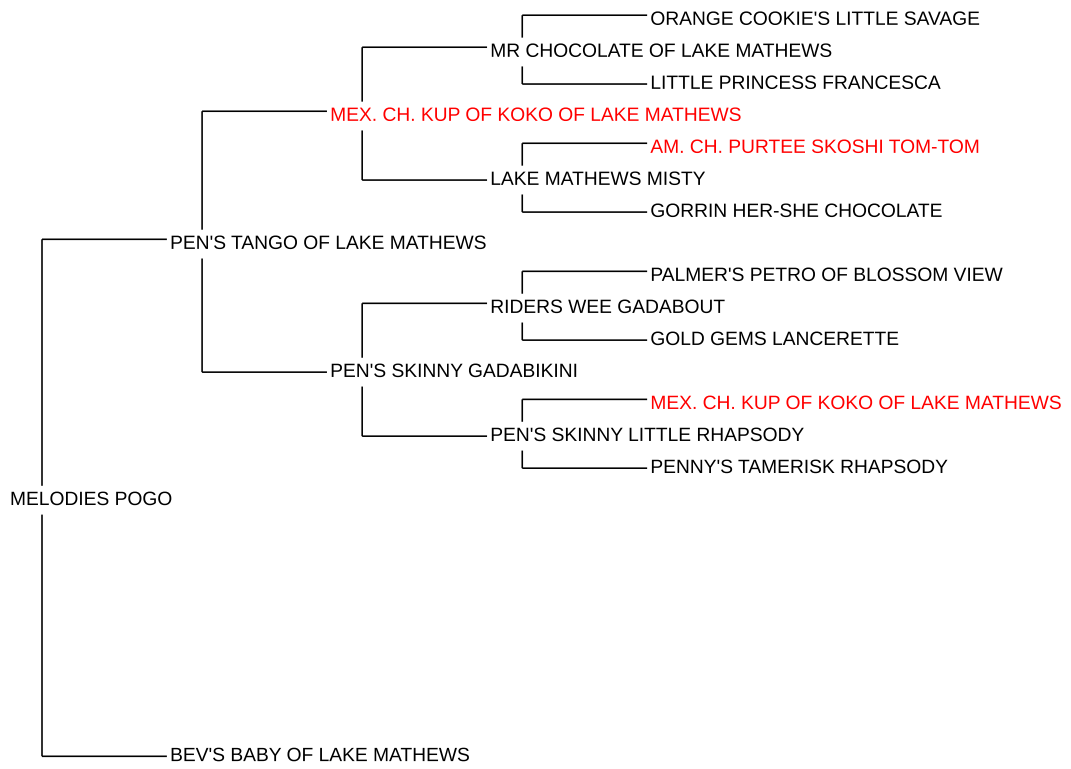 ORANGE COOKIE'S LITTLE SAVAGE
MR CHOCOLATE OF LAKE MATHEWS
LITTLE PRINCESS FRANCESCA
MEX. CH. KUP OF KOKO OF LAKE MATHEWS
AM. CH. PURTEE SKOSHI TOM-TOM
LAKE MATHEWS MISTY
GORRIN HER-SHE CHOCOLATE
PEN'S TANGO OF LAKE MATHEWS
PALMER'S PETRO OF BLOSSOM VIEW
RIDERS WEE GADABOUT
GOLD GEMS LANCERETTE
PEN'S SKINNY GADABIKINI
MEX. CH. KUP OF KOKO OF LAKE MATHEWS
PEN'S SKINNY LITTLE RHAPSODY
PENNY'S TAMERISK RHAPSODY
MELODIES POGO
BEV'S BABY OF LAKE MATHEWS